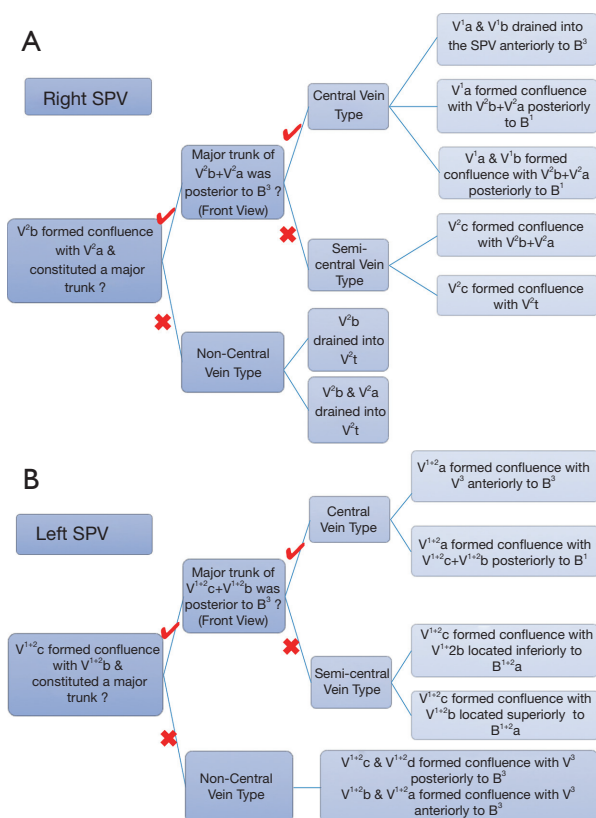 A
Right SPV
V²b formed confluence
with V²a &
constituted a major
trunk ?
Major trunk of
V²b+V²a was
posterior to B³ ?
(Front View)
Central Vein
Type
V¹a & V¹b drained into
the SPV anteriorly to B³
V¹a formed confluence
with V²b+V²a posteriorly
to B¹
V¹a & V¹b formed
confluence with V²b+V²a
posteriorly to B¹
Semi-
central Vein
Type
V²c formed confluence
with V²b+V²a
V²c formed confluence
with V²t
Non-Central
Vein Type
V²b
drained into
V²t
V²b & V²a
drained into
V²t
B
Left SPV
V¹⁺²c formed confluence
with V¹⁺²b &
constituted a major
trunk ?
Major trunk of
V¹⁺²c+V¹⁺²b was
posterior to B³ ?
(Front View)
Central
Vein Type
V¹⁺²a formed confluence with
V³ anteriorly to B³
V¹⁺²a formed confluence with
V¹⁺²c+V¹⁺²b posteriorly to B¹
Semi-central
Vein Type
V¹⁺²c formed confluence with
V¹⁺2b located inferiorly to
B¹⁺²a
V¹⁺²c formed confluence with
V¹⁺²b located superiorly to
B¹⁺²a
Non-Central
Vein Type
V¹⁺²c & V¹⁺²d formed confluence with V³
posteriorly to B³
V¹⁺²b & V¹⁺²a formed confluence with V³
anteriorly to B³